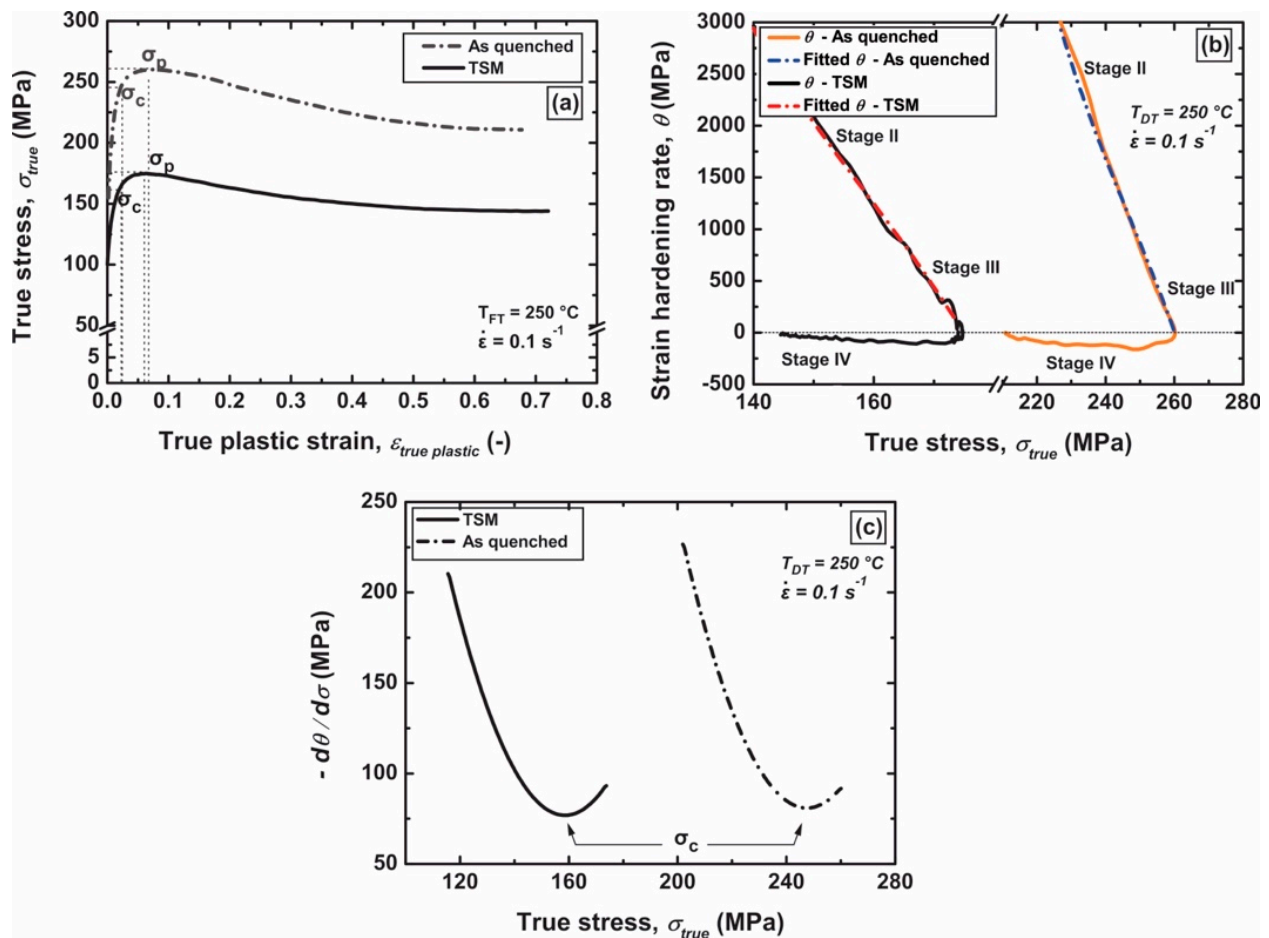 300
250
200
150
100
50
5
0
0.0 0.1 0.2 0.3 0.4 0.5 0.6 0.7 0.8
True stress, σtrue (MPa)
True plastic strain, εtrue plastic (-)
As quenched
TSM
(a)
σp
σc
σp
σc
TFT = 250 °C
ε̇ = 0.1 s-1
3000
2500
2000
1500
1000
500
0
-500
140 160 220 240 260 280
Strain hardening rate, θ (MPa)
True stress, σtrue (MPa)
θ - As quenched
Fitted θ - As quenched
θ - TSM
Fitted θ - TSM
(b)
Stage II
TDT = 250 °C
ε̇ = 0.1 s-1
Stage II
Stage III
Stage III
Stage IV
Stage IV
250
200
150
100
50
120 160 200 240 280
- dθ/dσ (MPa)
True stress, σtrue (MPa)
TSM
As quenched
(c)
TDT = 250 °C
ε̇ = 0.1 s-1
σc